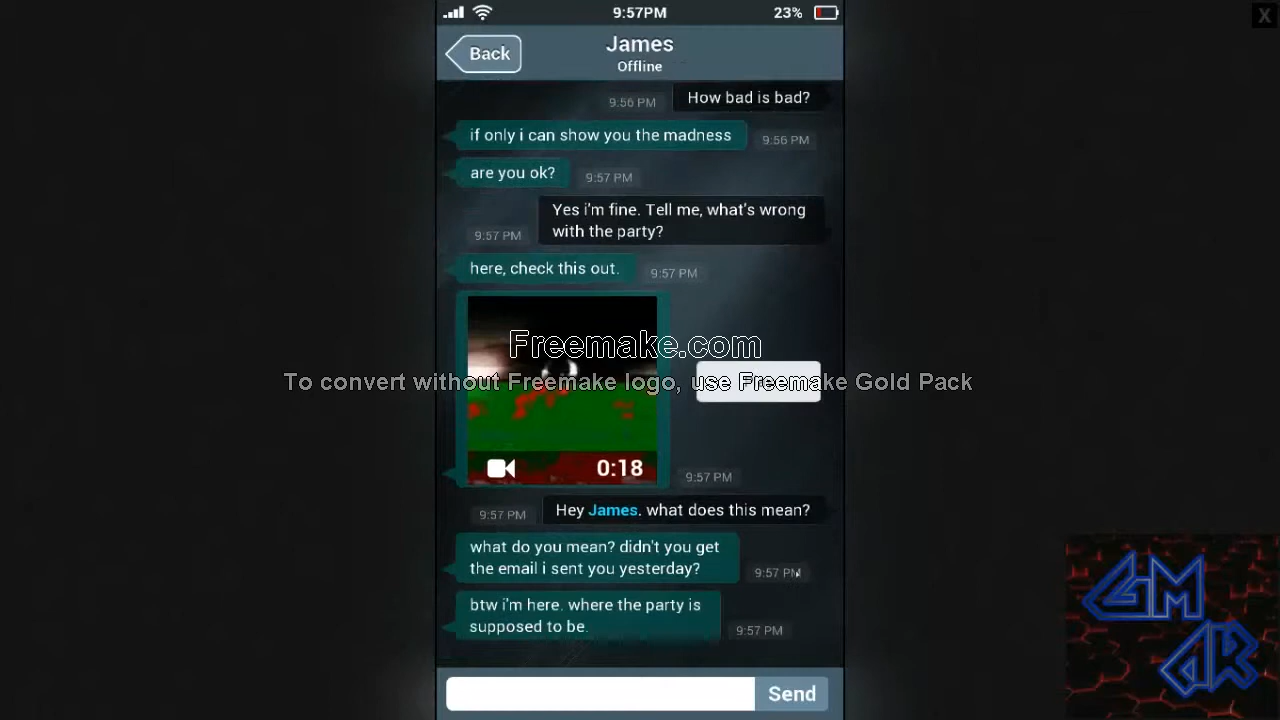 9:57PM
23%
X
Back
James
Offline
How bad is bad?
9:56 PM
if only i can show you the madness
9:56 PM
are you ok?
9:57 PM
Yes i'm fine. Tell me, what's wrong
with the party?
9:57 PM
here, check this out.
9:57 PM
Freemake.com
To convert without Freemake logo, use Freemake Gold Pack
0:18
9:57 PM
Hey James. what does this mean?
9:57 PM
what do you mean? didn't you get
the email i sent you yesterday?
9:57 PM
btw i'm here. where the party is
supposed to be.
9:57 PM
Send
GM